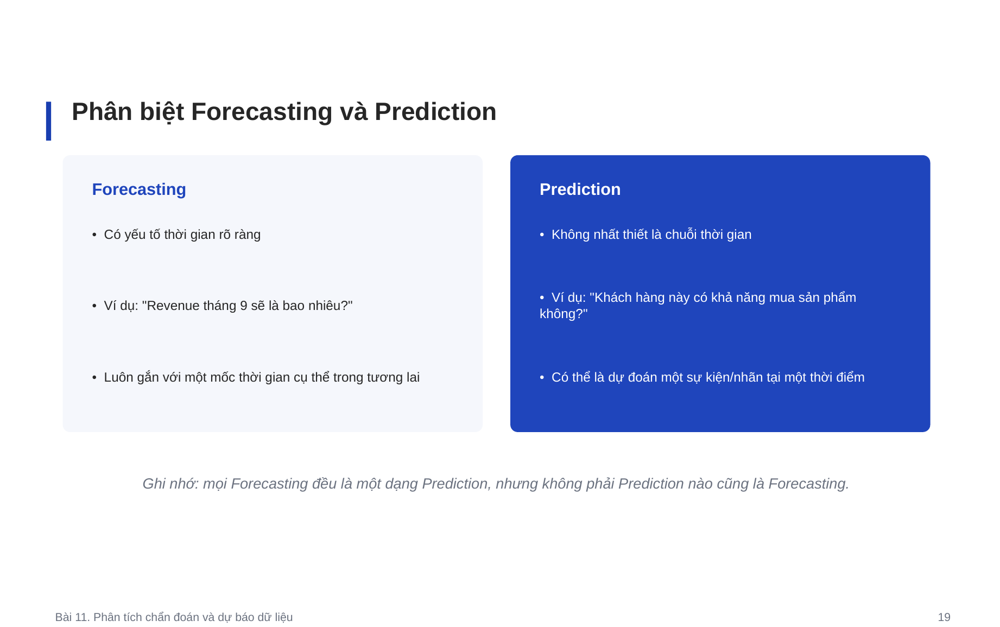 Phân biệt Forecasting và Prediction
Forecasting
• Có yếu tố thời gian rõ ràng
• Ví dụ: "Revenue tháng 9 sẽ là bao nhiêu?"
• Luôn gắn với một mốc thời gian cụ thể trong tương lai
Prediction
• Không nhất thiết là chuỗi thời gian
• Ví dụ: "Khách hàng này có khả năng mua sản phẩm
không?"
• Có thể là dự đoán một sự kiện/nhãn tại một thời điểm
Ghi nhớ: mọi Forecasting đều là một dạng Prediction, nhưng không phải Prediction nào cũng là Forecasting.
Bài 11. Phân tích chẩn đoán và dự báo dữ liệu
19